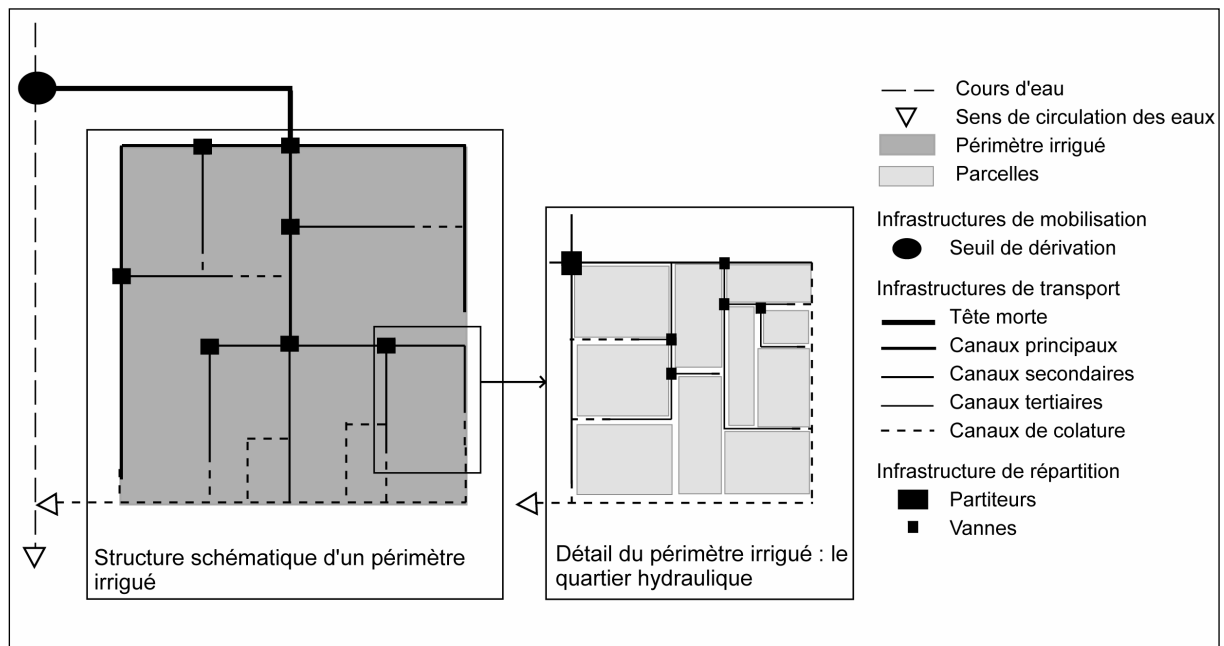 Cours d'eau
Sens de circulation des eaux
Périmètre irrigué
Parcelles
Infrastructures de mobilisation
Seuil de dérivation
Infrastructures de transport
Tête morte
Canaux principaux
Canaux secondaires
Canaux tertiaires
Canaux de colature
Infrastructure de répartition
Partiteurs
Vannes
Structure schématique d'un périmètre
irrigué
Détail du périmètre irrigué : le
quartier hydraulique